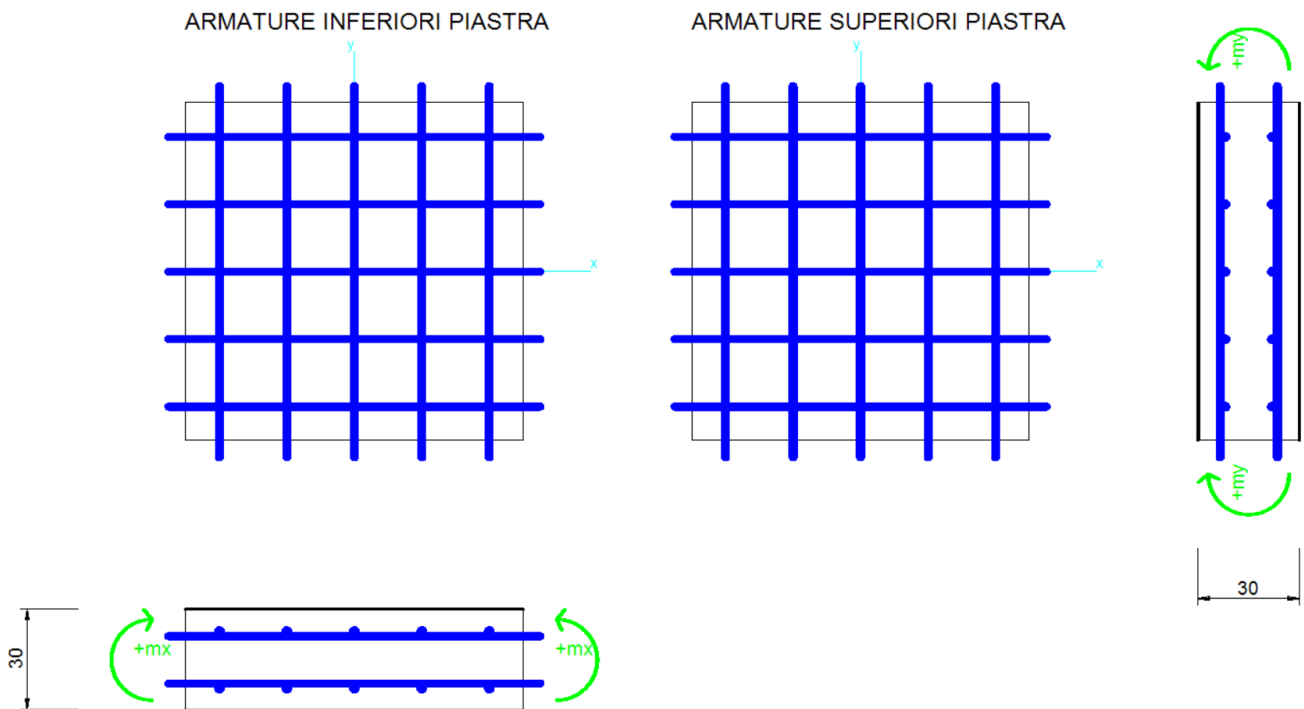 ARMATURE INFERIORI PIASTRA
ARMATURE SUPERIORI PIASTRA
y
y
+my
x
x
+my
30
30
+mx
+mx